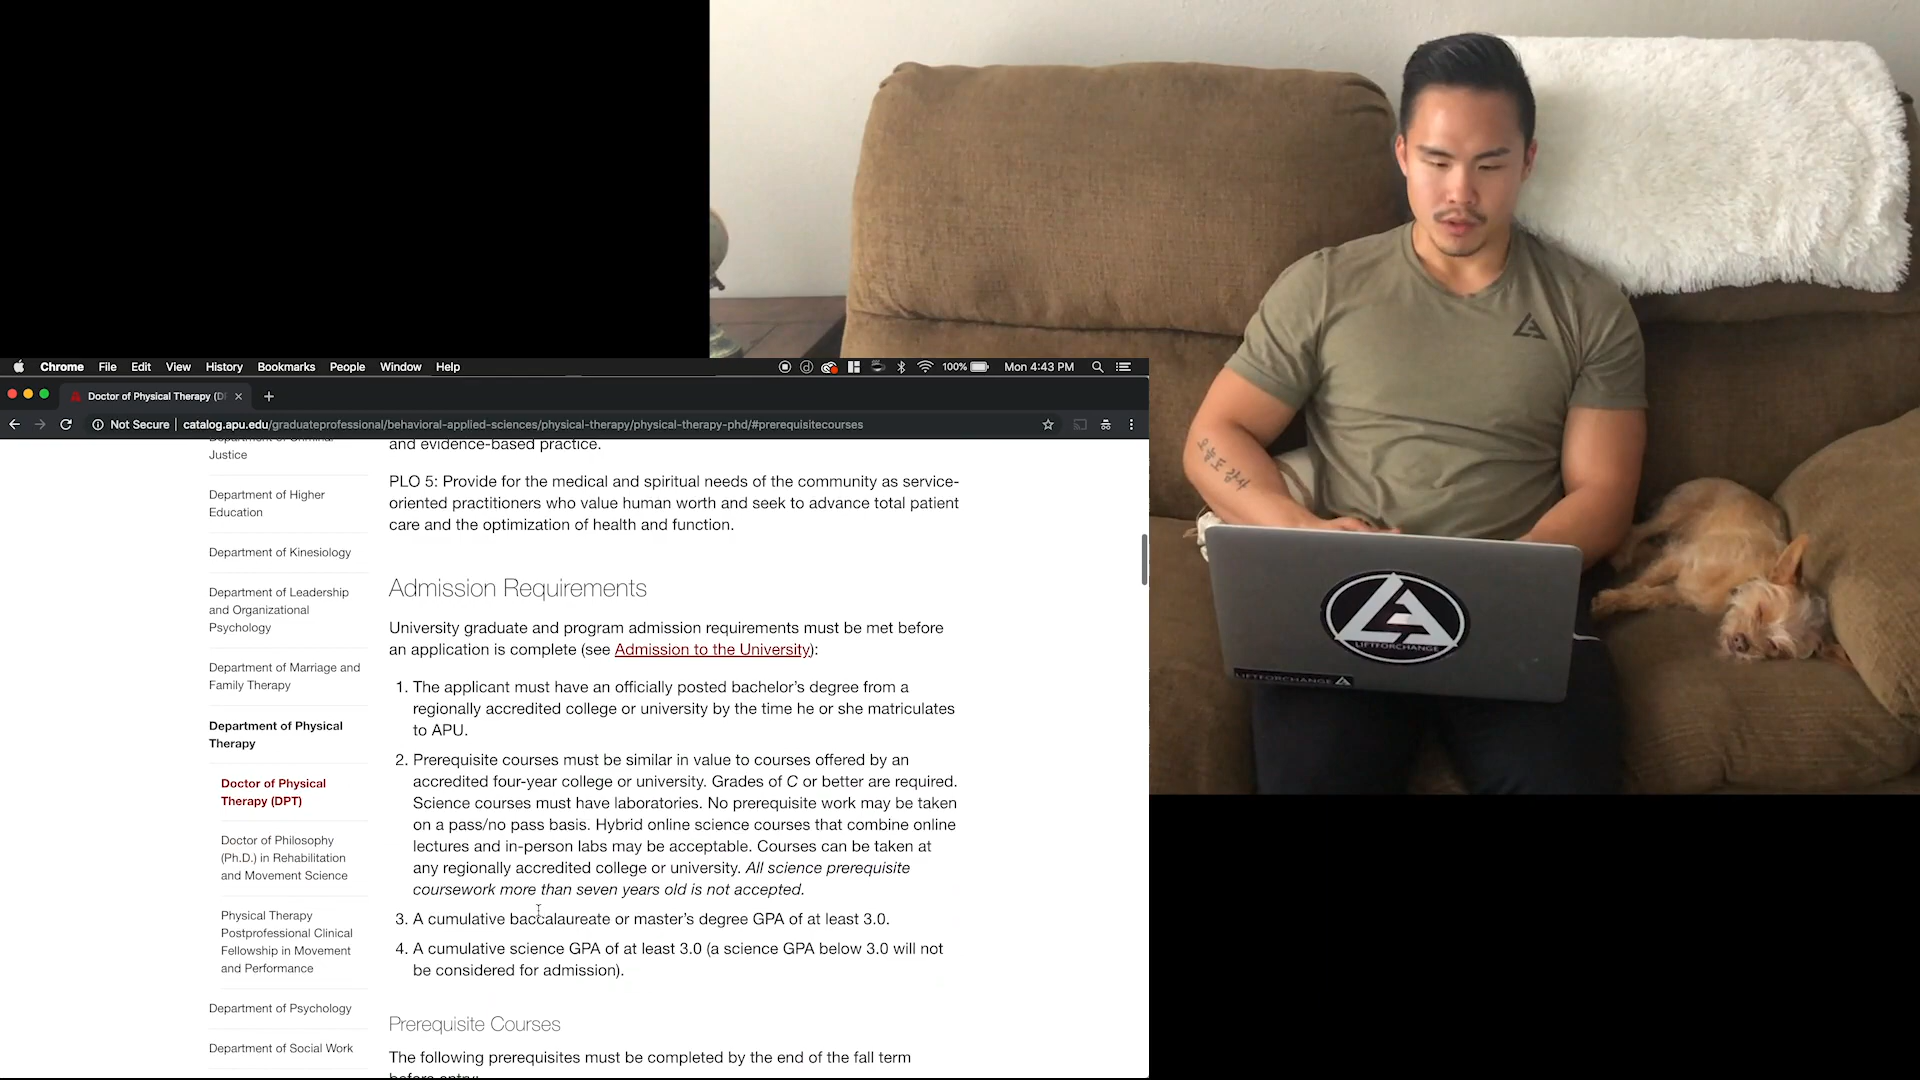 Chrome File Edit View History Bookmarks People Window Help
100% Mon 4:43 PM
Doctor of Physical Therapy (D
Not Secure | catalog.apu.edu/graduateprofessional/behavioral-applied-sciences/physical-therapy/physical-therapy-phd/#prerequisitecourses
Justice
Department of Higher
Education
Department of Kinesiology
Department of Leadership
and Organizational
Psychology
Department of Marriage and
Family Therapy
Department of Physical
Therapy
Doctor of Physical
Therapy (DPT)
Doctor of Philosophy
(Ph.D.) in Rehabilitation
and Movement Science
Physical Therapy
Postprofessional Clinical
Fellowship in Movement
and Performance
Department of Psychology
Department of Social Work
and evidence-based practice.
PLO 5: Provide for the medical and spiritual needs of the community as service-
oriented practitioners who value human worth and seek to advance total patient
care and the optimization of health and function.
Admission Requirements
University graduate and program admission requirements must be met before
an application is complete (see Admission to the University):
1. The applicant must have an officially posted bachelor’s degree from a
regionally accredited college or university by the time he or she matriculates
to APU.
2. Prerequisite courses must be similar in value to courses offered by an
accredited four-year college or university. Grades of C or better are required.
Science courses must have laboratories. No prerequisite work may be taken
on a pass/no pass basis. Hybrid online science courses that combine online
lectures and in-person labs may be acceptable. Courses can be taken at
any regionally accredited college or university. All science prerequisite
coursework more than seven years old is not accepted.
3. A cumulative baccalaureate or master’s degree GPA of at least 3.0.
4. A cumulative science GPA of at least 3.0 (a science GPA below 3.0 will not
be considered for admission).
Prerequisite Courses
The following prerequisites must be completed by the end of the fall term
오늘도 감사
LIFTFORCHANGE
LIFTFORCHANGE